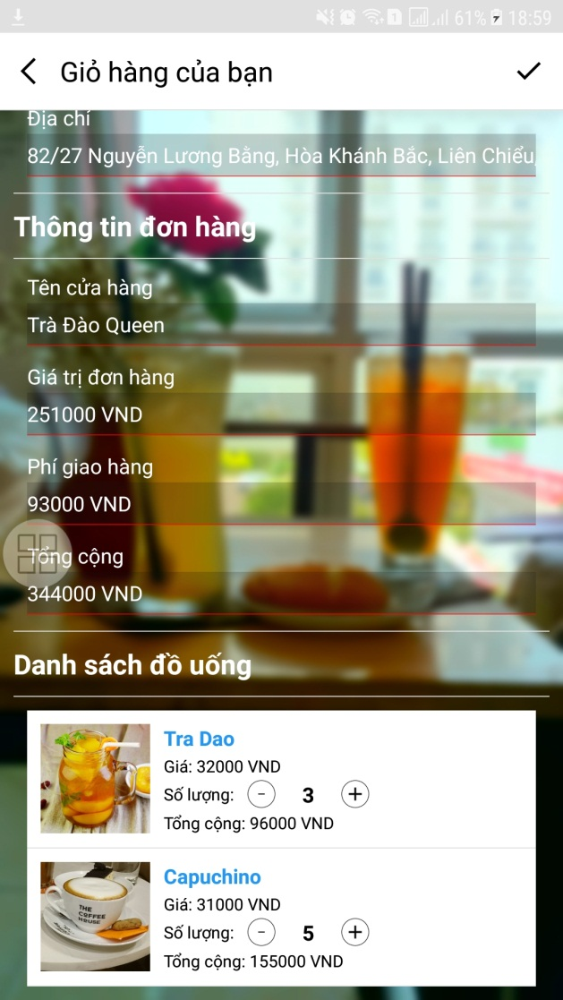 61% 18:59
Giỏ hàng của bạn
Địa chỉ
82/27 Nguyễn Lương Bằng, Hòa Khánh Bắc, Liên Chiểu,
Thông tin đơn hàng
Tên cửa hàng
Trà Đào Queen
Giá trị đơn hàng
251000 VND
Phí giao hàng
93000 VND
Tổng cộng
344000 VND
Danh sách đồ uống
Tra Dao
Giá: 32000 VND
Số lượng: - 3 +
Tổng cộng: 96000 VND
THE
COFFEE
HOUSE
Capuchino
Giá: 31000 VND
Số lượng: - 5 +
Tổng cộng: 155000 VND